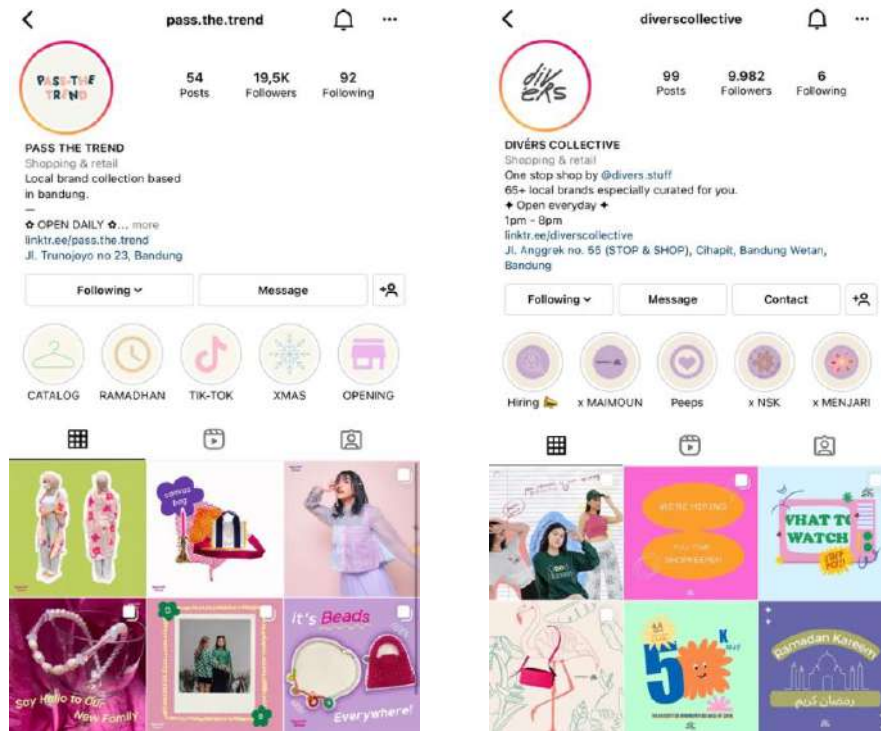 pass.the.trend
PASS-THE
TREND
54
19,5K
92
Posts
Followers
Following
PASS THE TREND
Shopping & retail
Local brand collection based
in bandung.
—
✿ OPEN DAILY ✿... more
linktr.ee/pass.the.trend
Jl. Trunojoyo no 23, Bandung
Following
Message
CATALOG
RAMADHAN
TIK-TOK
XMAS
OPENING
canvas
bag
Say Hello to Our
New Family
it's Beads
Everywhere!
diverscollective
divERS
99
9.982
6
Posts
Followers
Following
DIVÉRS COLLECTIVE
Shopping & retail
One stop shop by @divers.stuff
65+ local brands especially curated for you.
✦ Open everyday ✦
1pm – 8pm
linktr.ee/diverscollective
Jl. Anggrek no. 55 (STOP & SHOP), Cihapit, Bandung Wetan,
Bandung
Following
Message
Contact
Hiring
x MAIMOUN
Peeps
x NSK
x MENJARI
WE'RE HIRING
SHOPKEEPER
WHAT TO
WATCH
50
K
Ramadan Kareem
رمضان كريم